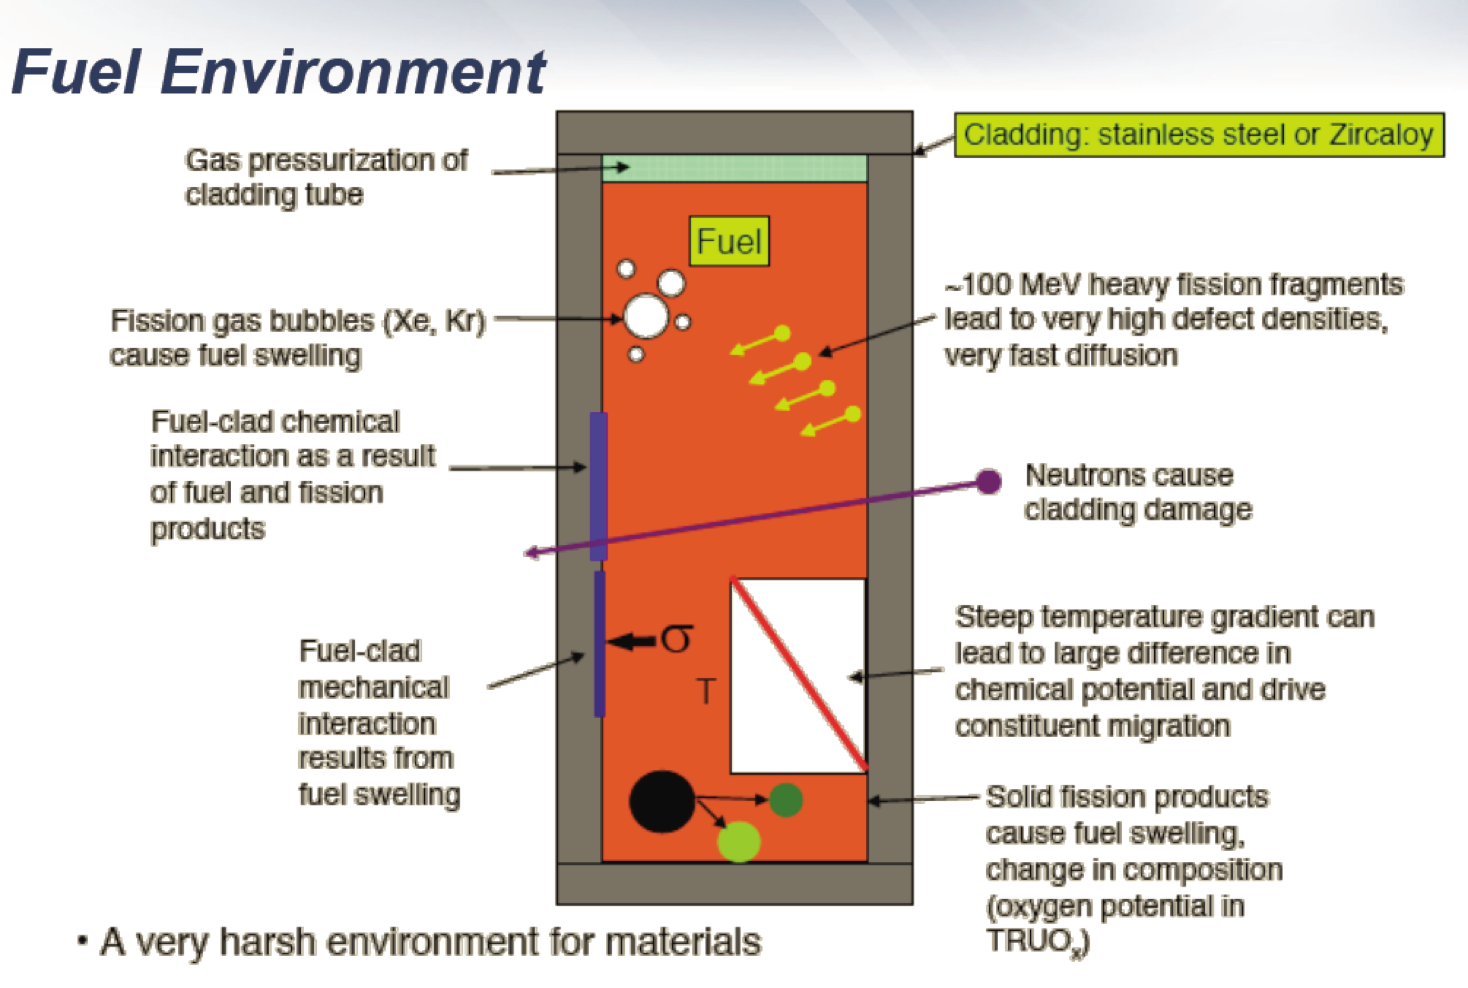 Fuel Environment
Gas pressurization of
cladding tube
Cladding: stainless steel or Zircaloy
Fuel
Fission gas bubbles (Xe, Kr)
cause fuel swelling
~100 MeV heavy fission fragments
lead to very high defect densities,
very fast diffusion
Fuel-clad chemical
interaction as a result
of fuel and fission
products
Neutrons cause
cladding damage
Fuel-clad
mechanical
interaction
results from
fuel swelling
σ
T
Steep temperature gradient can
lead to large difference in
chemical potential and drive
constituent migration
Solid fission products
cause fuel swelling,
change in composition
(oxygen potential in
TRUOₓ)
• A very harsh environment for materials